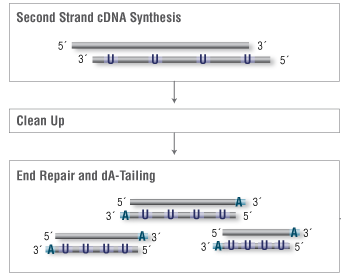 Second Strand cDNA Synthesis
5´ 3´
3´ U U U U 5´
Clean Up
End Repair and dA-Tailing
5´ A 3´
3´ A U U U U 5´
5´ A 3´
3´ A U U U U 5´
5´ A 3´
3´ A U U U U 5´